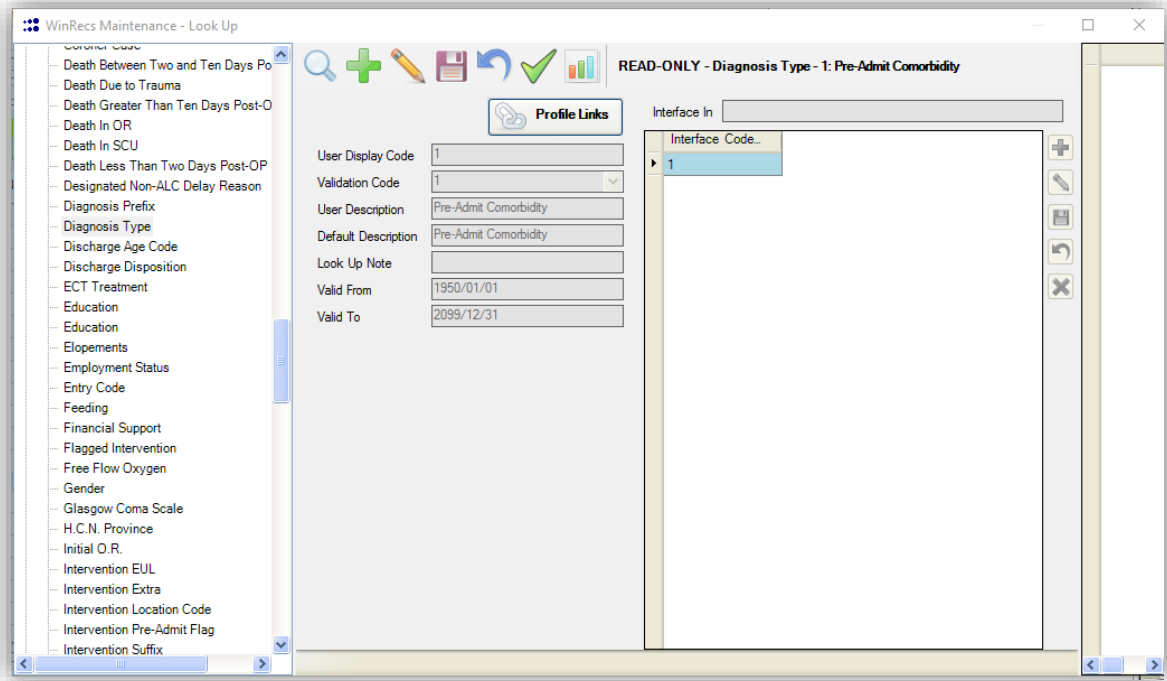 WinRecs Maintenance - Look Up
Coroner Case
Death Between Two and Ten Days Po
Death Due to Trauma
Death Greater Than Ten Days Post-O
Death In OR
Death In SCU
Death Less Than Two Days Post-OP
Designated Non-ALC Delay Reason
Diagnosis Prefix
Diagnosis Type
Discharge Age Code
Discharge Disposition
ECT Treatment
Education
Education
Elopements
Employment Status
Entry Code
Feeding
Financial Support
Flagged Intervention
Free Flow Oxygen
Gender
Glasgow Coma Scale
H.C.N. Province
Initial O.R.
Intervention EUL
Intervention Extra
Intervention Location Code
Intervention Pre-Admit Flag
Intervention Suffix
READ-ONLY - Diagnosis Type - 1: Pre-Admit Comorbidity
Profile Links
User Display Code 1
Validation Code 1
User Description Pre-Admit Comorbidity
Default Description Pre-Admit Comorbidity
Look Up Note
Valid From 1950/01/01
Valid To 2099/12/31
Interface In
Interface Code...
1